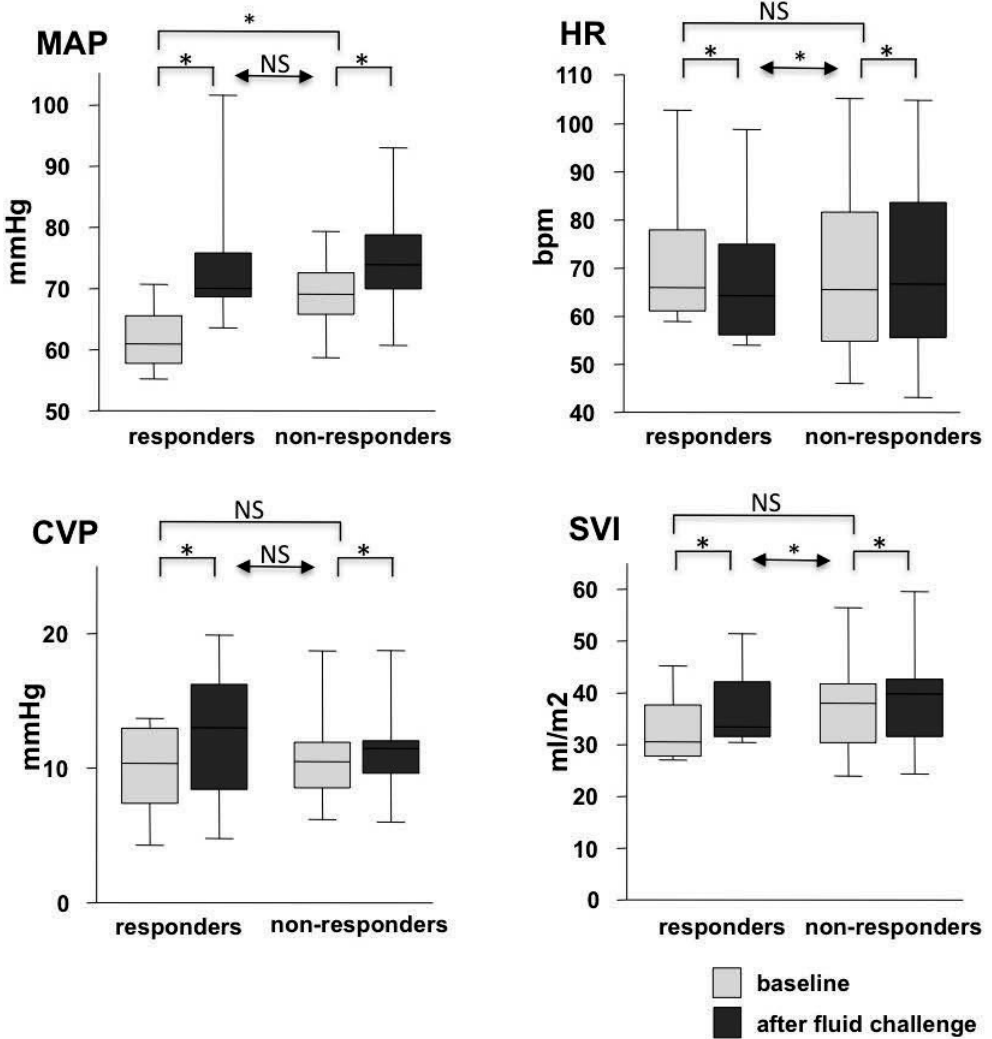 MAP
*
*
NS
*
mmHg
100
90
80
70
60
50
responders
non-responders
HR
NS
*
*
*
bpm
110
100
90
80
70
60
50
40
responders
non-responders
CVP
NS
*
NS
*
mmHg
20
10
0
responders
non-responders
SVI
NS
*
*
*
ml/m2
60
50
40
30
20
10
0
responders
non-responders
baseline
after fluid challenge